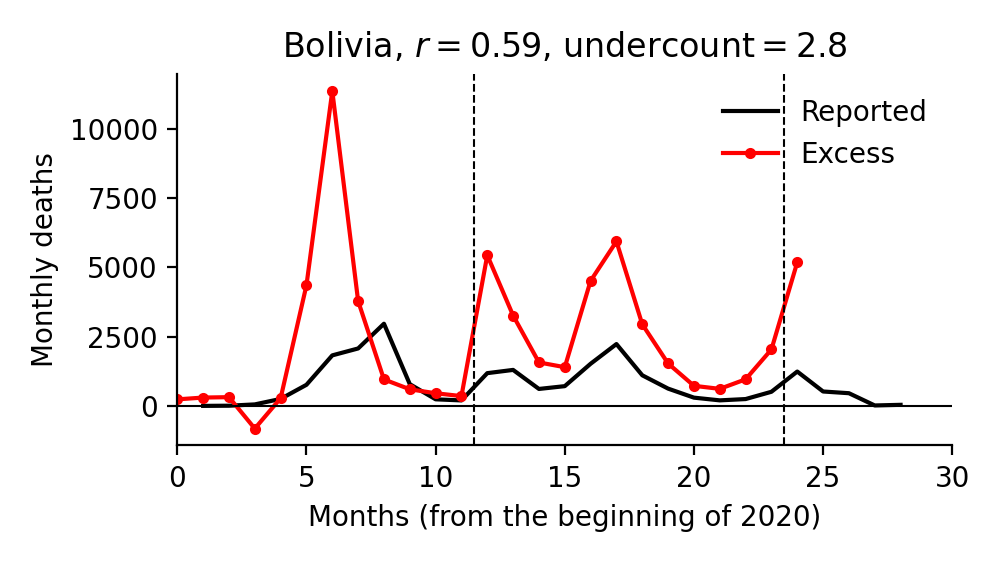 Bolivia, r = 0.59, undercount = 2.8
Reported
Excess
Monthly deaths
10000
7500
5000
2500
0
0 5 10 15 20 25 30
Months (from the beginning of 2020)